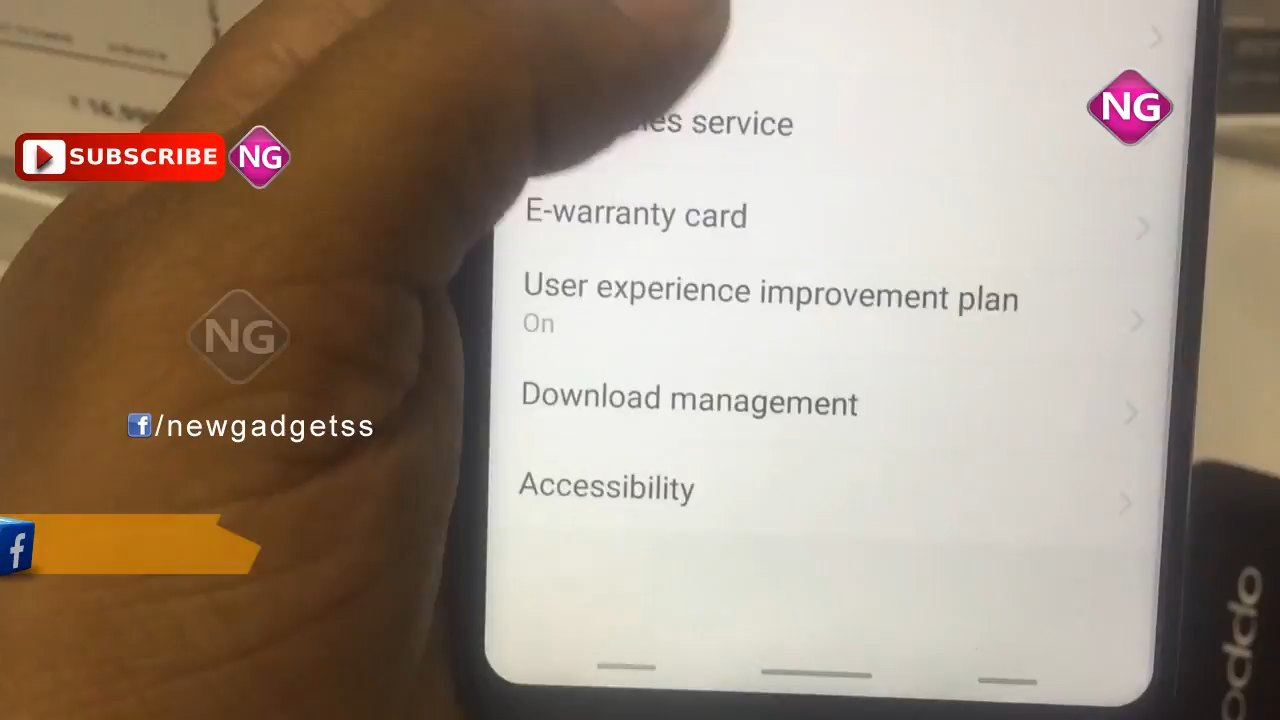 service
NG
SUBSCRIBE NG
E-warranty card
User experience improvement plan
On
NG
Download management
f/newgadgetss
Accessibility
f
oppo